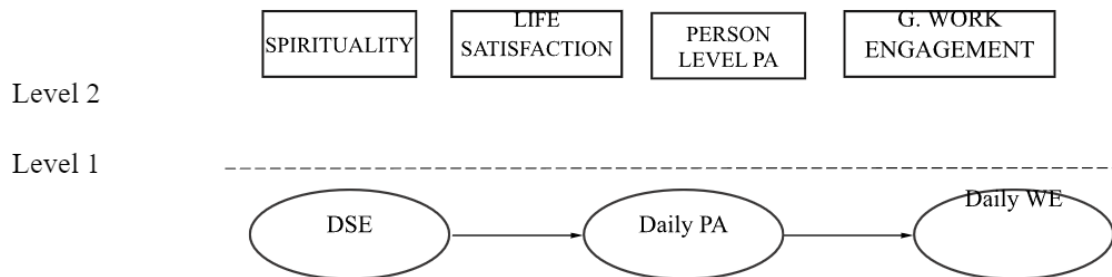 SPIRITUALITY
LIFE
SATISFACTION
PERSON
LEVEL PA
G. WORK
ENGAGEMENT
Level 2
Level 1
DSE
Daily PA
Daily WE